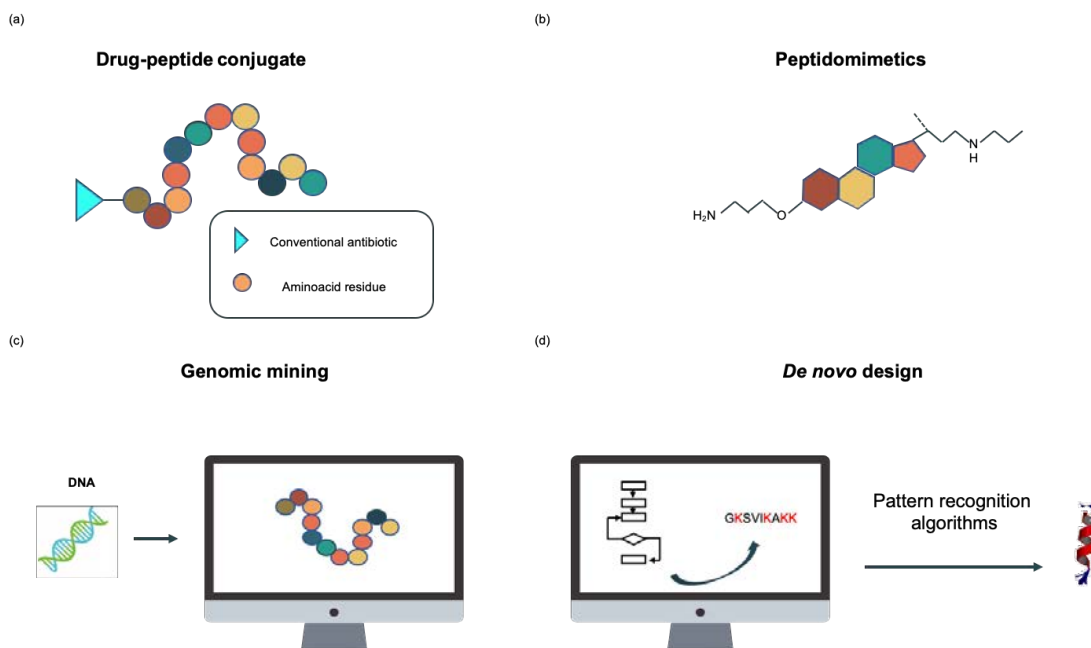 (a)
Drug-peptide conjugate
Conventional antibiotic
Aminoacid residue
(b)
Peptidomimetics
H₂N
O
N
H
(c)
Genomic mining
DNA
(d)
De novo design
GKSVIKAKK
Pattern recognition
algorithms